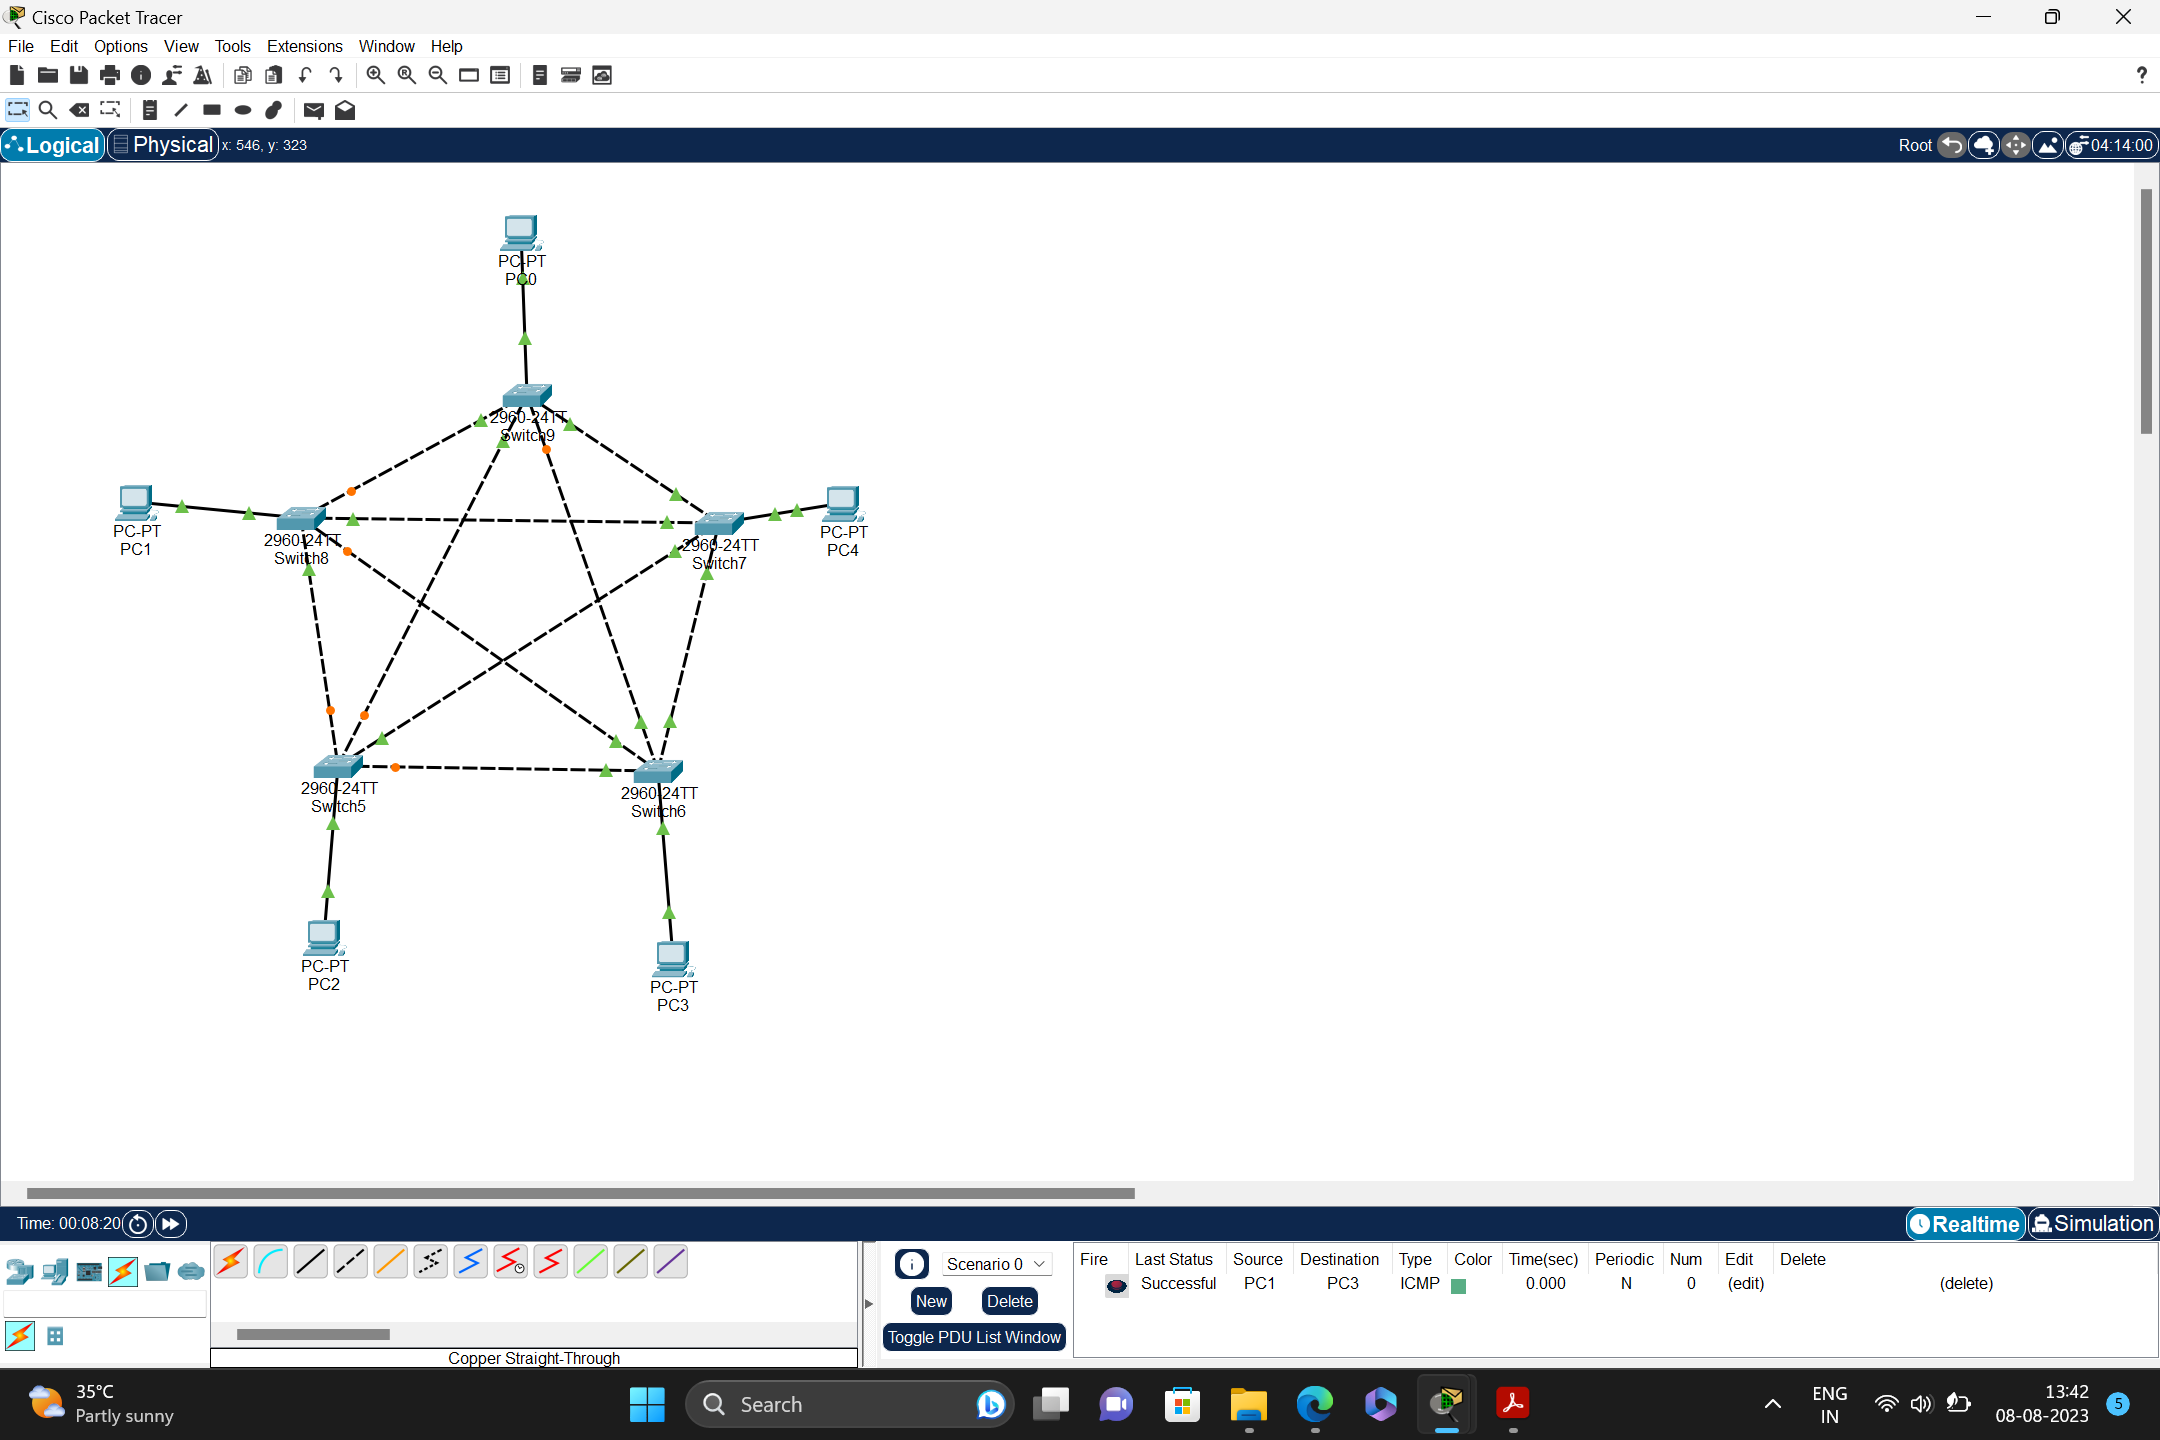 Cisco Packet Tracer
File Edit Options View Tools Extensions Window Help
Logical Physical x: 546, y: 323 Root 04:14:00
PC-PT
PC0
2960-24TT
Switch9
PC-PT
PC1
2960-24TT
Switch8
2960-24TT
Switch7
PC-PT
PC4
2960-24TT
Switch5
2960-24TT
Switch6
PC-PT
PC2
PC-PT
PC3
Time: 00:08:20 Realtime Simulation
Scenario 0
New Delete
Toggle PDU List Window
Fire Last Status Source Destination Type Color Time(sec) Periodic Num Edit Delete
Successful PC1 PC3 ICMP 0.000 N 0 (edit) (delete)
Copper Straight-Through
35°C
Partly sunny
Search
ENG
IN
13:42
08-08-2023
5